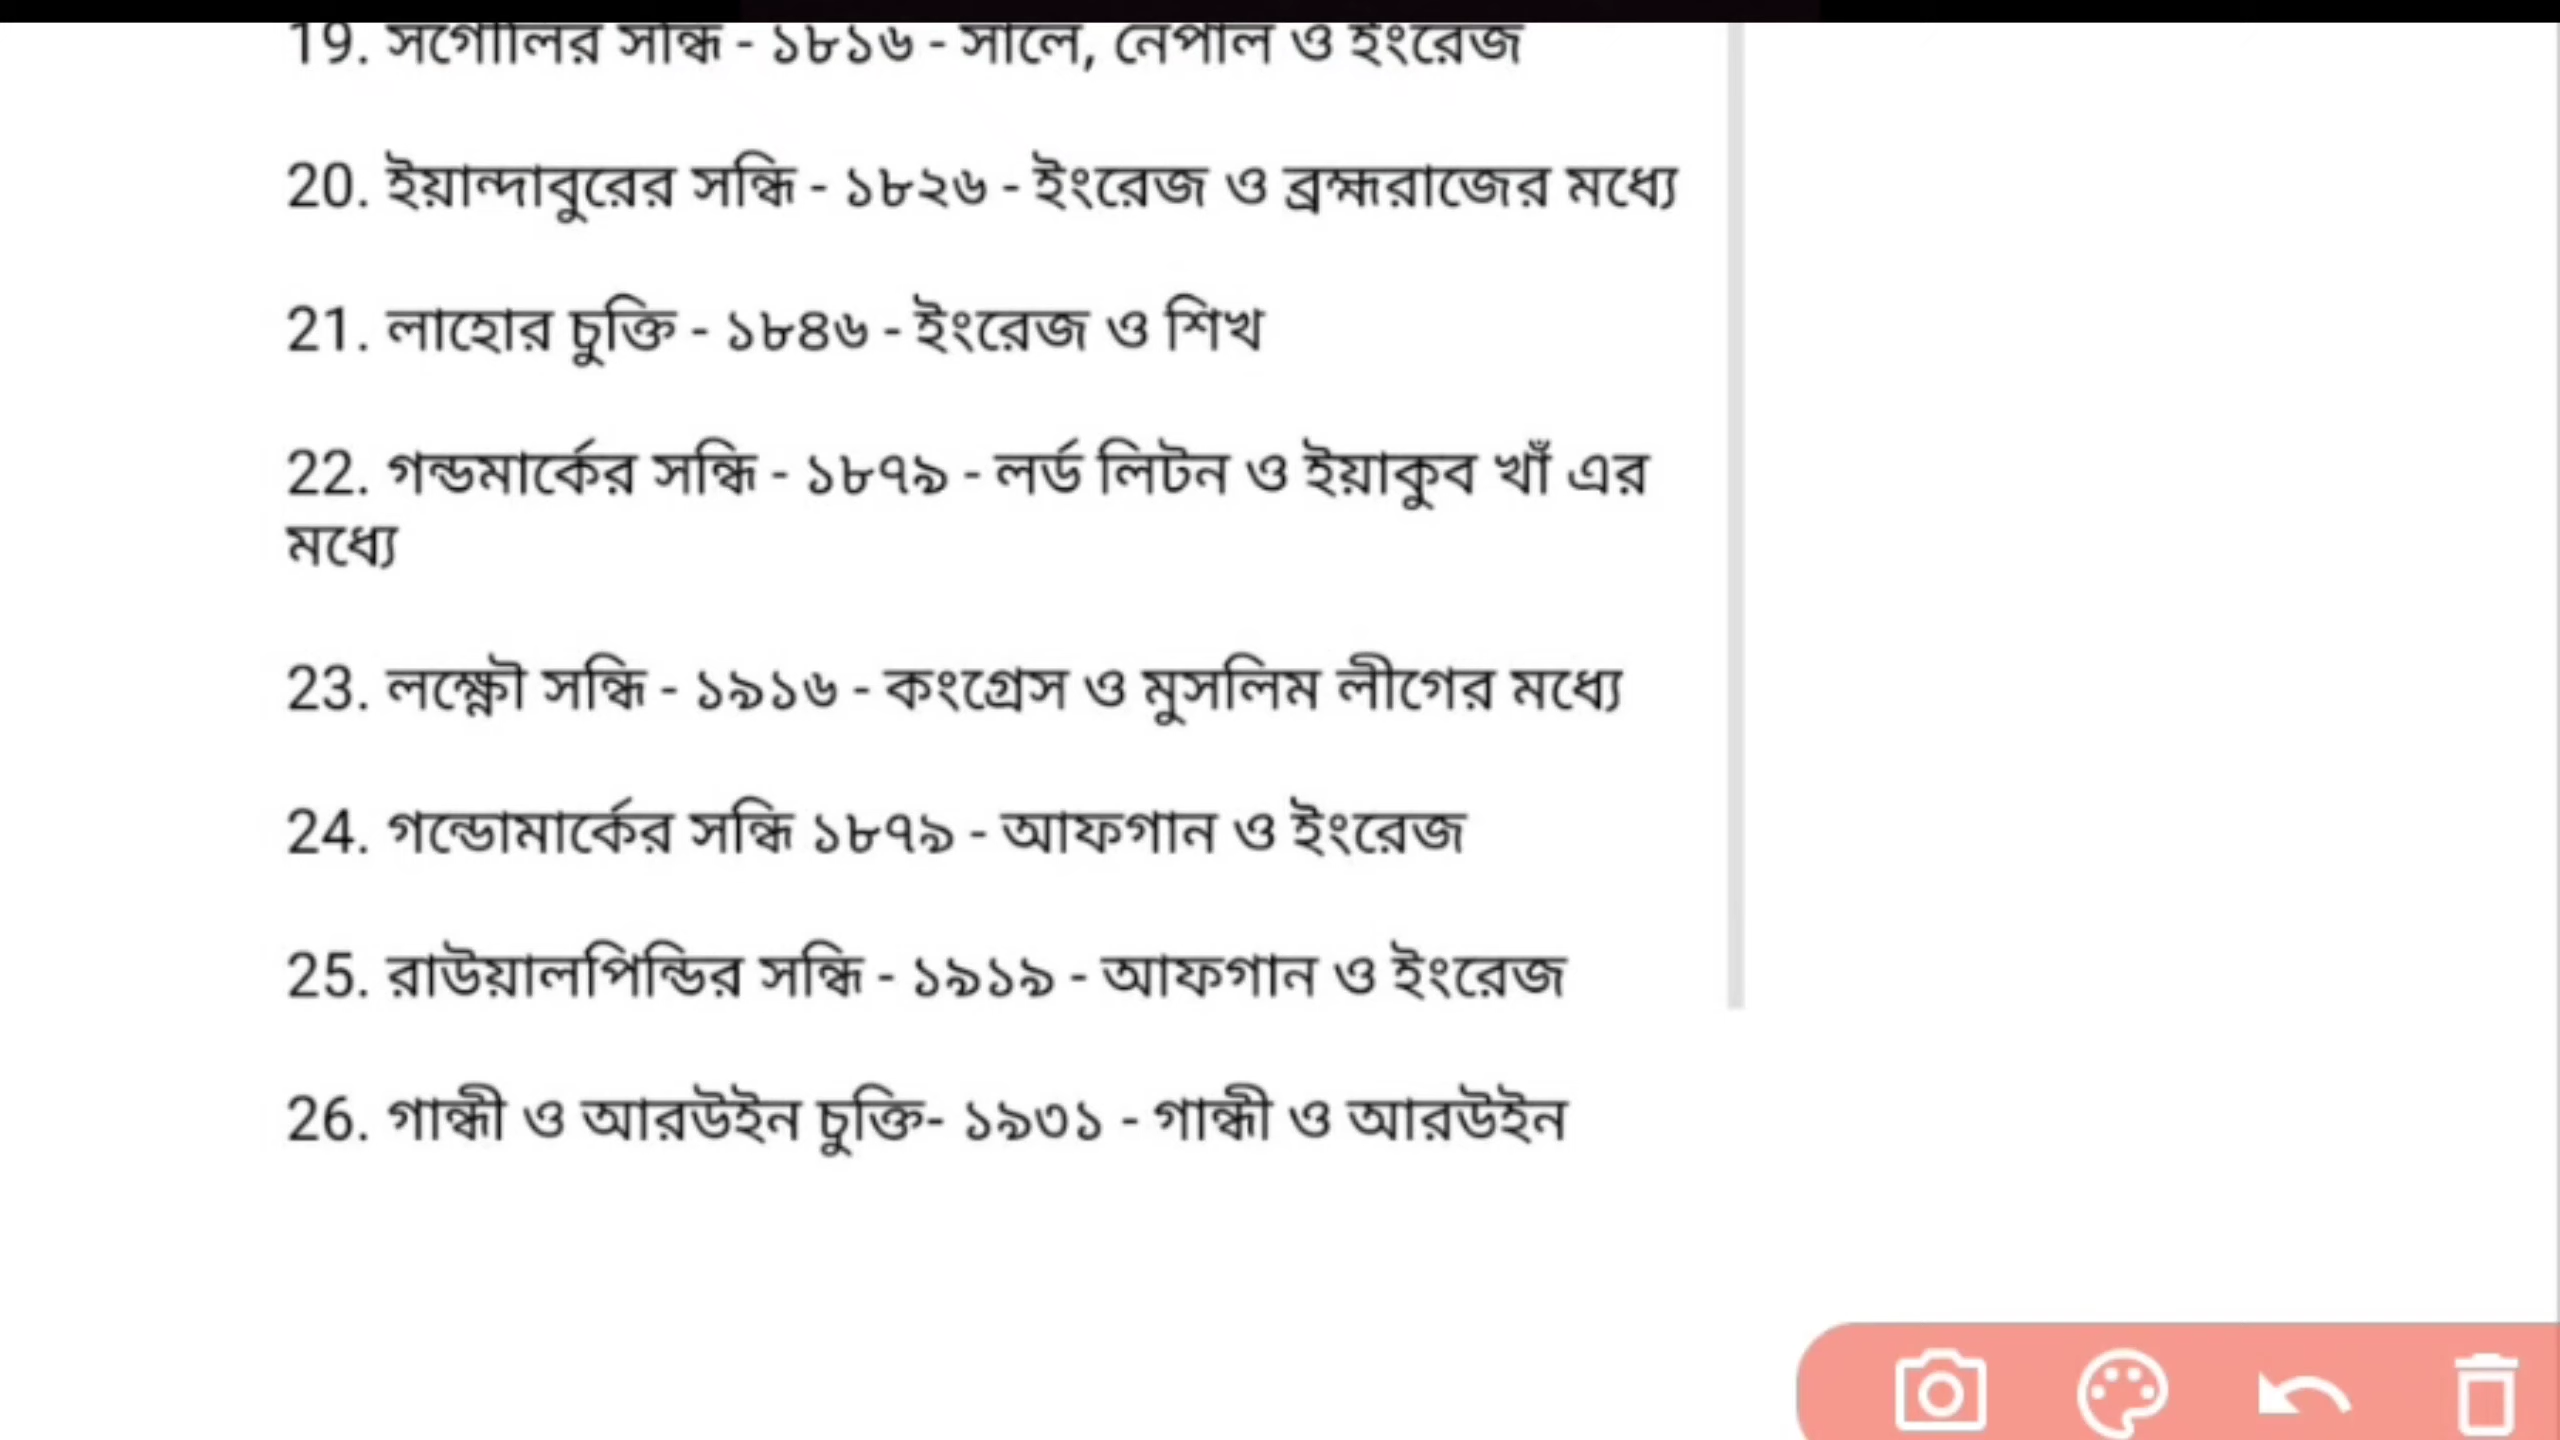 19. সগৌলির সন্ধি - ১৮১৬ - সালে, নেপাল ও ইংরেজ
20. ইয়ান্দাবুরের সন্ধি - ১৮২৬ - ইংরেজ ও ব্রহ্মরাজের মধ্যে
21. লাহোর চুক্তি - ১৮৪৬ - ইংরেজ ও শিখ
22. গন্ডমার্কের সন্ধি - ১৮৭৯ - লর্ড লিটন ও ইয়াকুব খাঁ এর
মধ্যে
23. লক্ষ্ণৌ সন্ধি - ১৯১৬ - কংগ্রেস ও মুসলিম লীগের মধ্যে
24. গন্ডোমার্কের সন্ধি ১৮৭৯ - আফগান ও ইংরেজ
25. রাউয়ালপিন্ডির সন্ধি - ১৯১৯ - আফগান ও ইংরেজ
26. গান্ধী ও আরউইন চুক্তি- ১৯৩১ - গান্ধী ও আরউইন